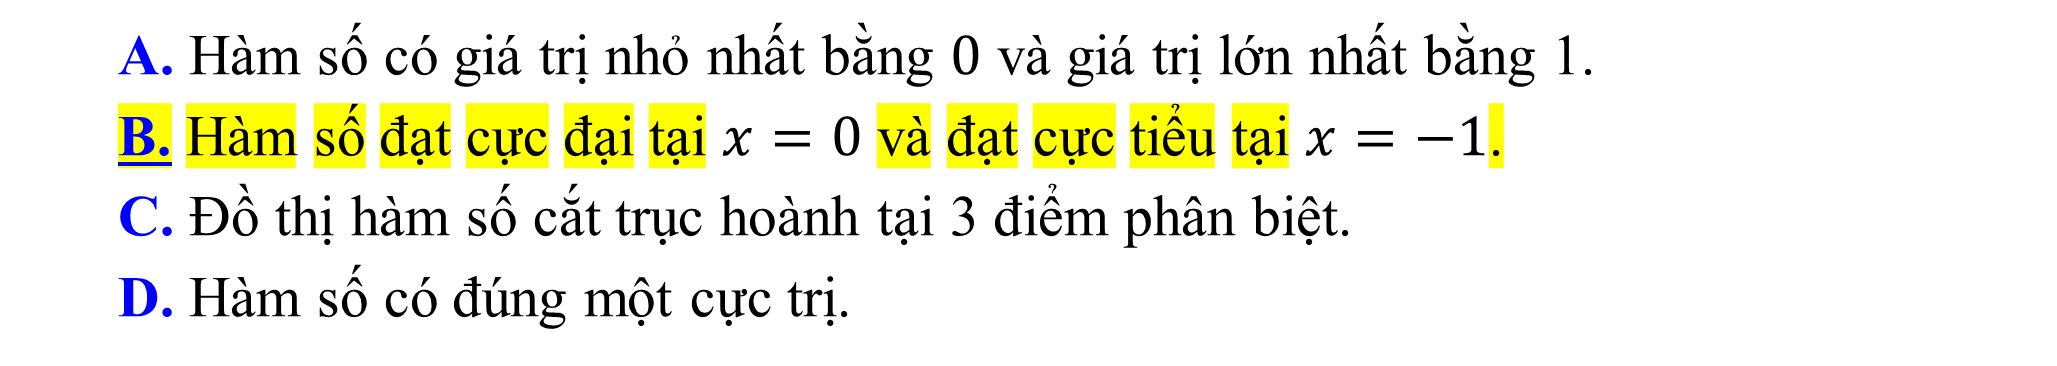 A. Hàm số có giá trị nhỏ nhất bằng 0 và giá trị lớn nhất bằng 1.
B. Hàm số đạt cực đại tại x = 0 và đạt cực tiểu tại x = −1.
C. Đồ thị hàm số cắt trục hoành tại 3 điểm phân biệt.
D. Hàm số có đúng một cực trị.